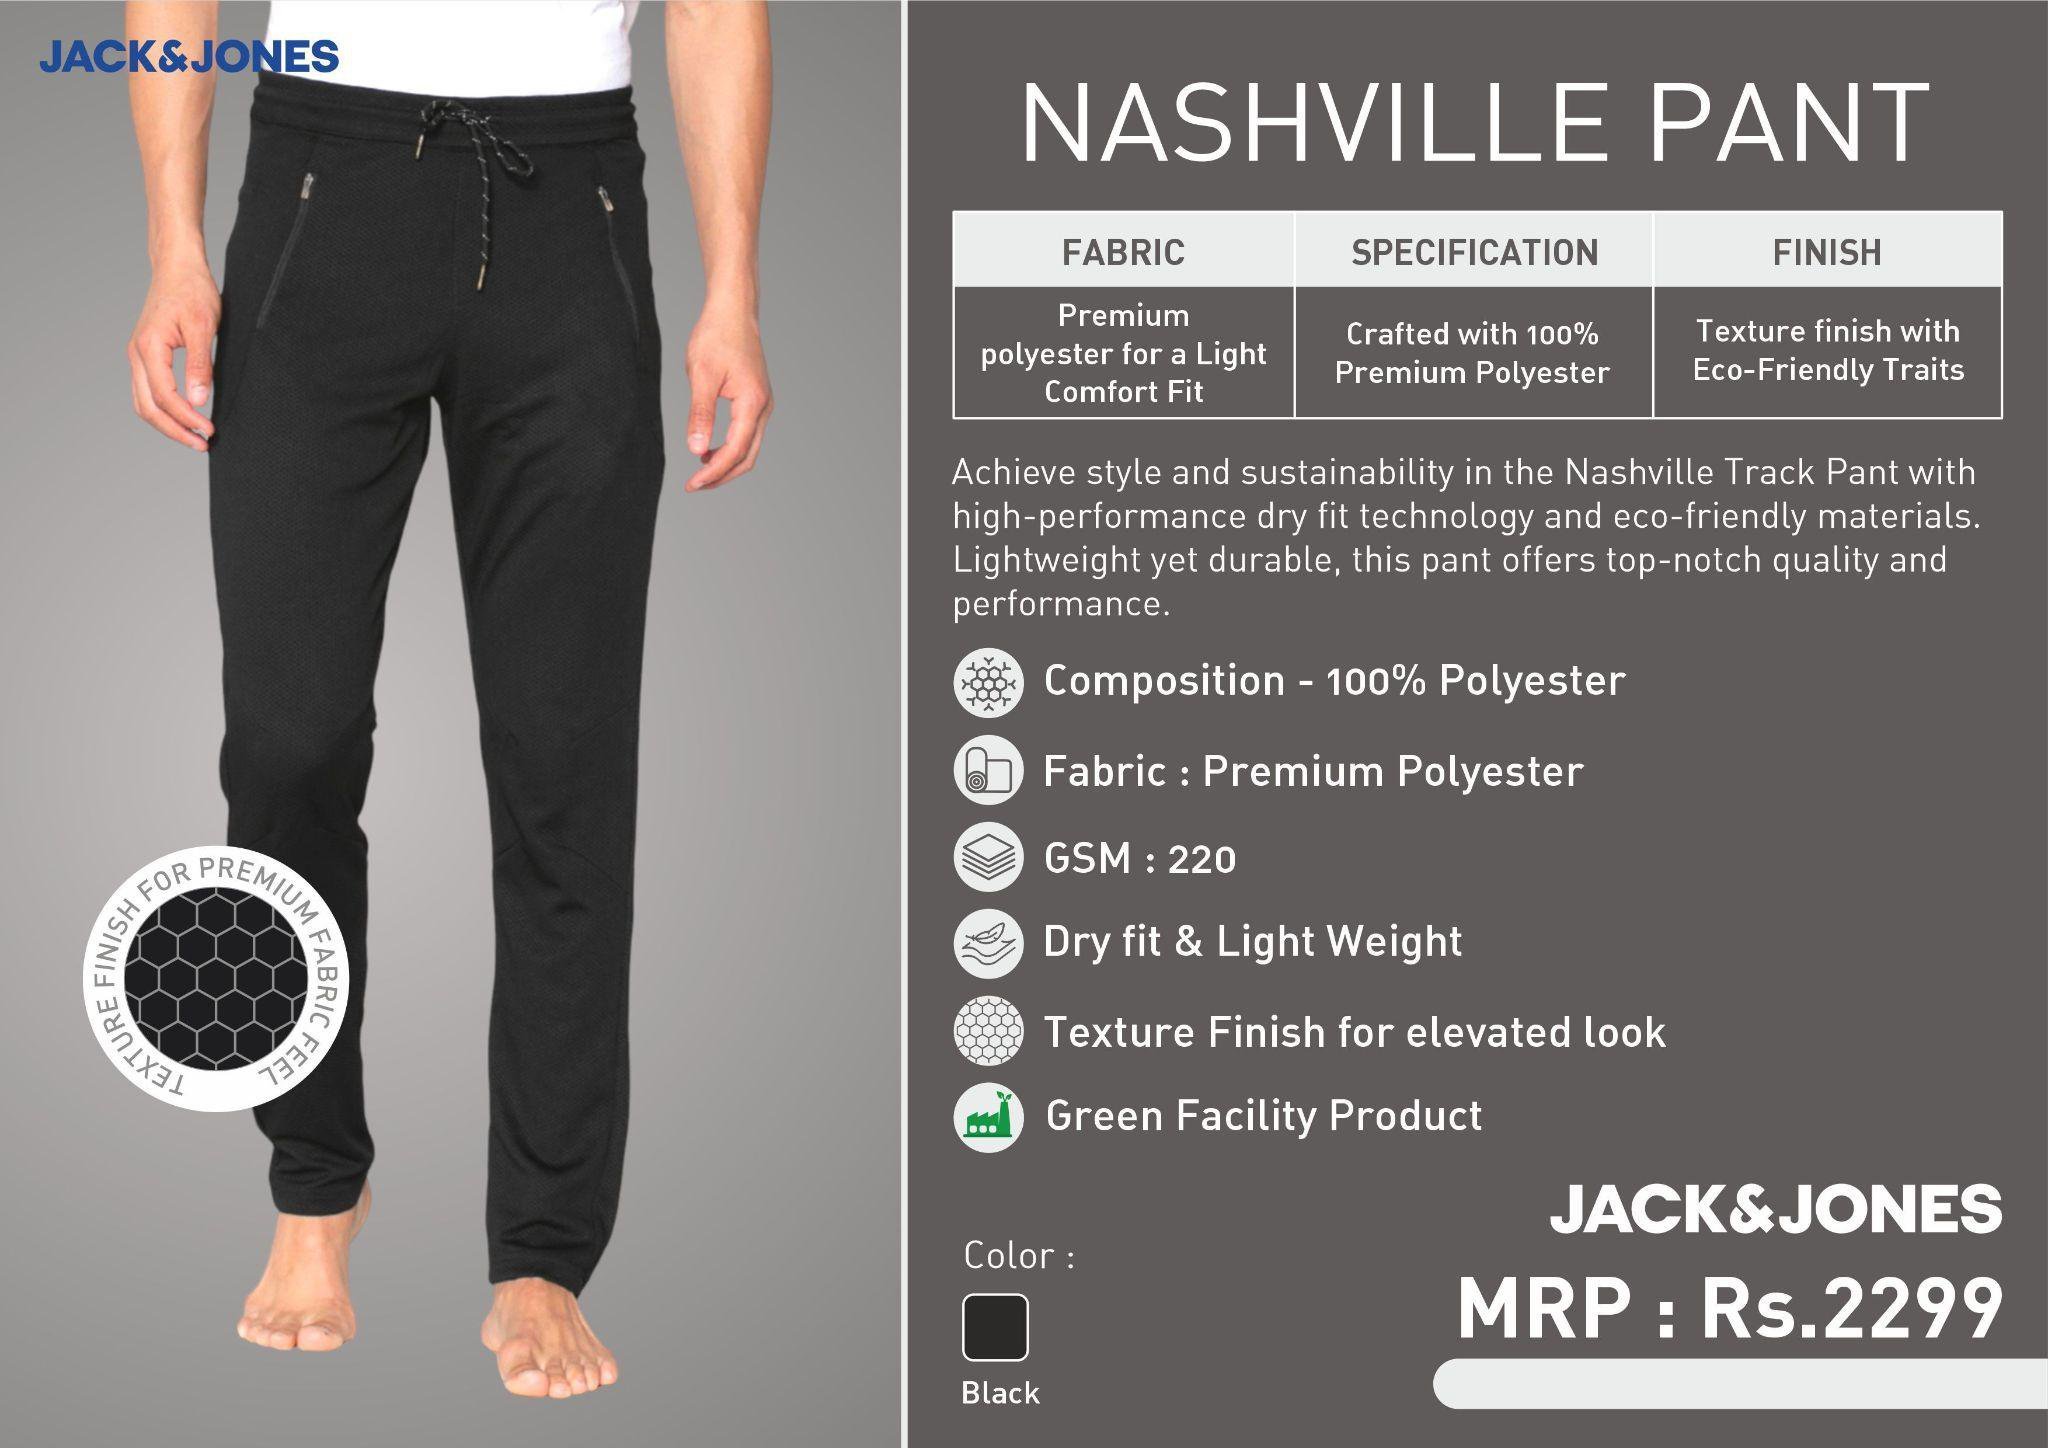 JACK&JONES
TEXTURE FINISH FOR PREMIUM FABRIC FEEL
NASHVILLE PANT
FABRIC
SPECIFICATION
FINISH
Premium
polyester for a Light
Comfort Fit
Crafted with 100%
Premium Polyester
Texture finish with
Eco-Friendly Traits
Achieve style and sustainability in the Nashville Track Pant with
high-performance dry fit technology and eco-friendly materials.
Lightweight yet durable, this pant offers top-notch quality and
performance.
Composition - 100% Polyester
Fabric : Premium Polyester
GSM : 220
Dry fit & Light Weight
Texture Finish for elevated look
Green Facility Product
Color :
Black
JACK&JONES
MRP : Rs.2299